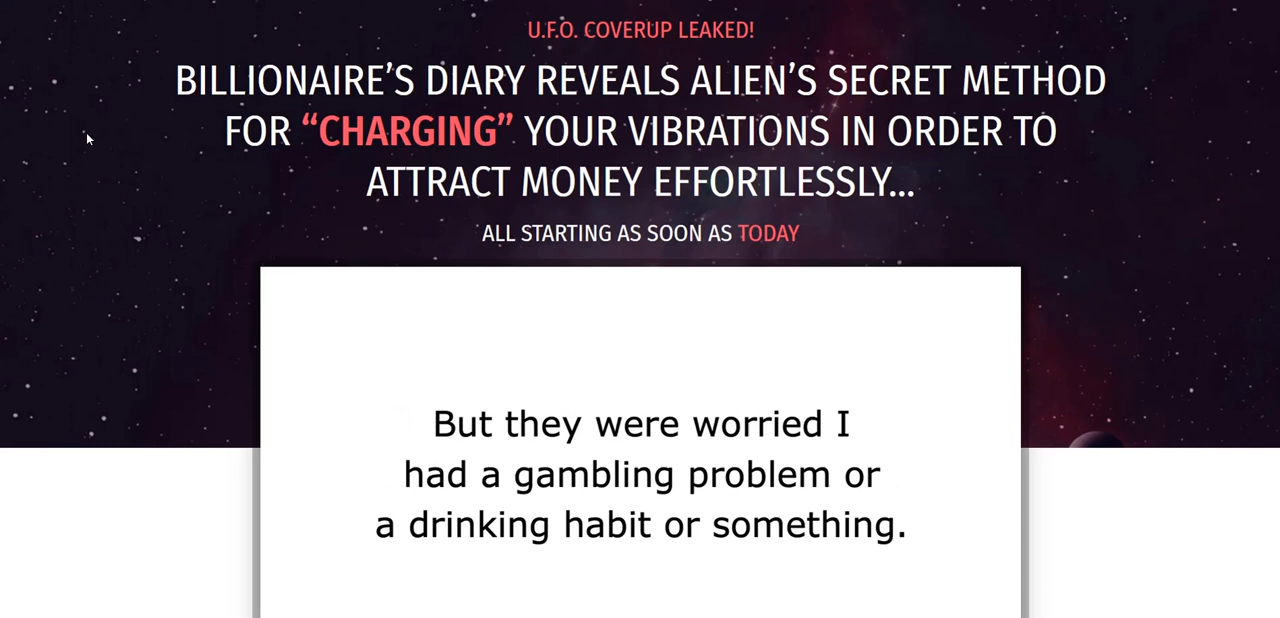 U.F.O. COVERUP LEAKED!
BILLIONAIRE’S DIARY REVEALS ALIEN’S SECRET METHOD
FOR “CHARGING” YOUR VIBRATIONS IN ORDER TO
ATTRACT MONEY EFFORTLESSLY...
ALL STARTING AS SOON AS TODAY
But they were worried I
had a gambling problem or
a drinking habit or something.